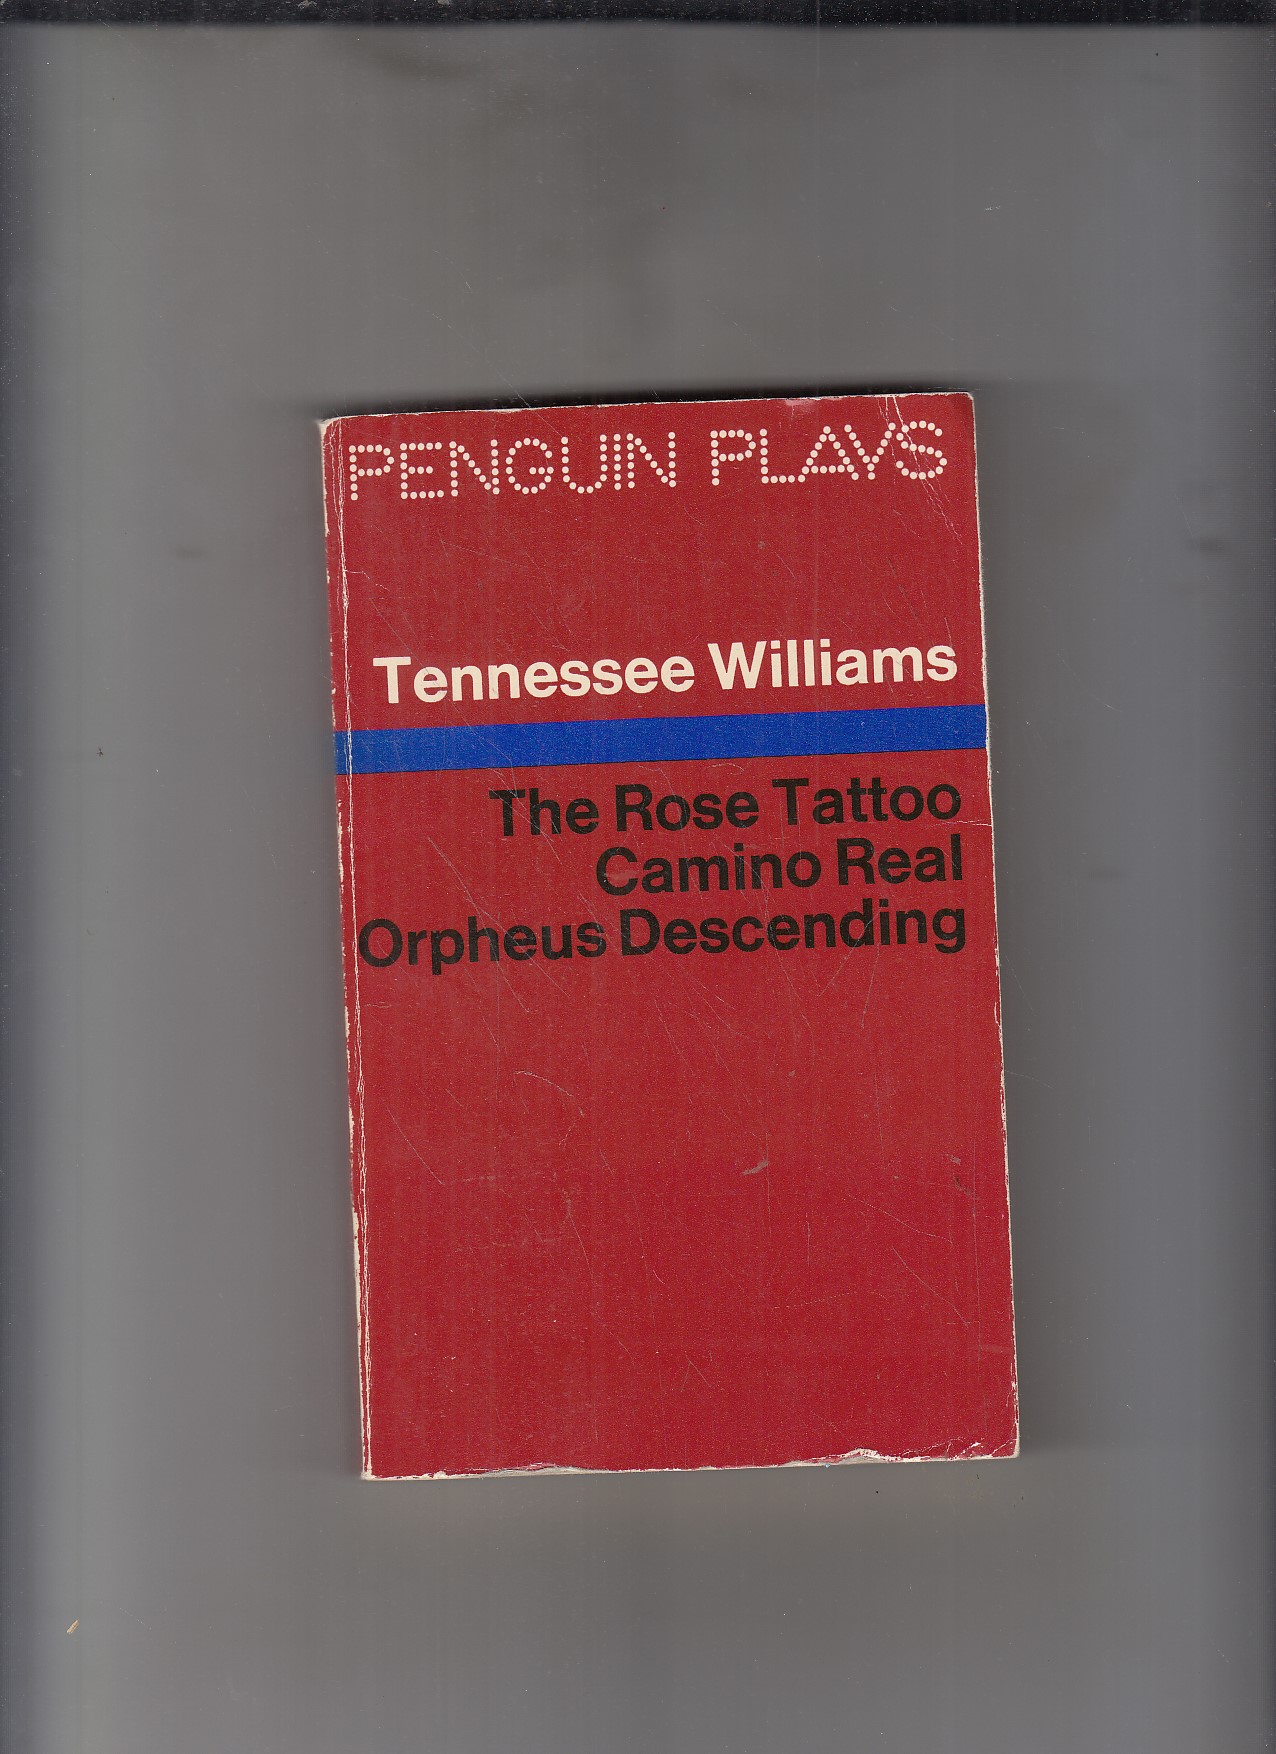 PENGUIN PLAYS
Tennessee Williams
The Rose Tattoo
Camino Real
Orpheus Descending